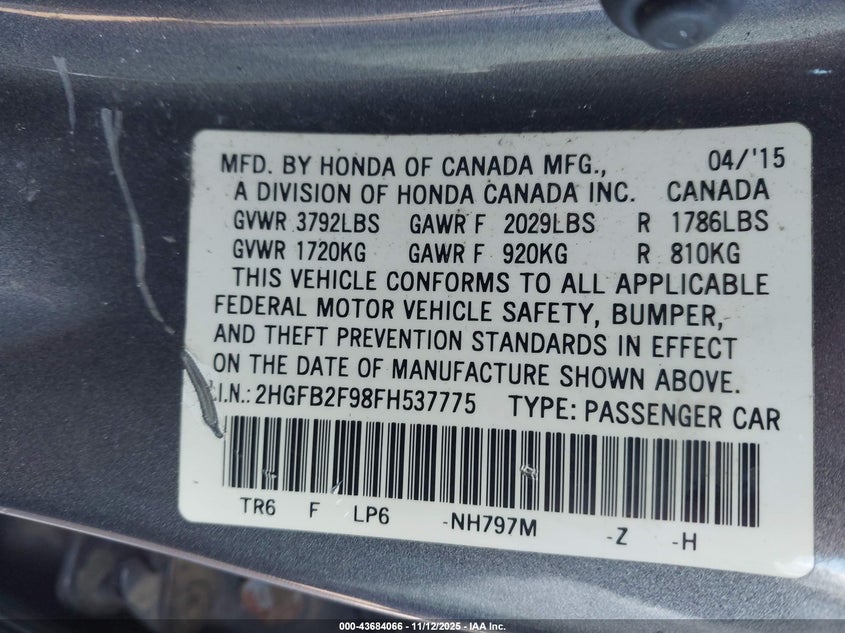 MFD. BY HONDA OF CANADA MFG., 04/'15
A DIVISION OF HONDA CANADA INC. CANADA
GVWR 3792LBS GAWR F 2029LBS R 1786LBS
GVWR 1720KG GAWR F 920KG R 810KG
THIS VEHICLE CONFORMS TO ALL APPLICABLE
FEDERAL MOTOR VEHICLE SAFETY, BUMPER,
AND THEFT PREVENTION STANDARDS IN EFFECT
ON THE DATE OF MANUFACTURE SHOWN ABOVE.
.I.N.: 2HGFB2F98FH537775 TYPE: PASSENGER CAR
TR6 F LP6 -NH797M -Z -H
000-43684066 - 11/12/2025 - IAA Inc.